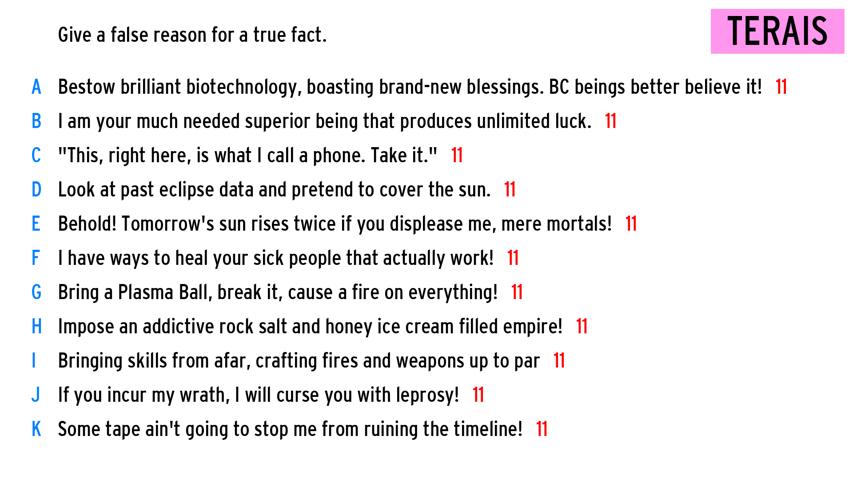 Give a false reason for a true fact.
TERAIS
A Bestow brilliant biotechnology, boasting brand-new blessings. BC beings better believe it! 11
B I am your much needed superior being that produces unlimited luck. 11
C "This, right here, is what I call a phone. Take it." 11
D Look at past eclipse data and pretend to cover the sun. 11
E Behold! Tomorrow's sun rises twice if you displease me, mere mortals! 11
F I have ways to heal your sick people that actually work! 11
G Bring a Plasma Ball, break it, cause a fire on everything! 11
H Impose an addictive rock salt and honey ice cream filled empire! 11
I Bringing skills from afar, crafting fires and weapons up to par 11
J If you incur my wrath, I will curse you with leprosy! 11
K Some tape ain't going to stop me from ruining the timeline! 11